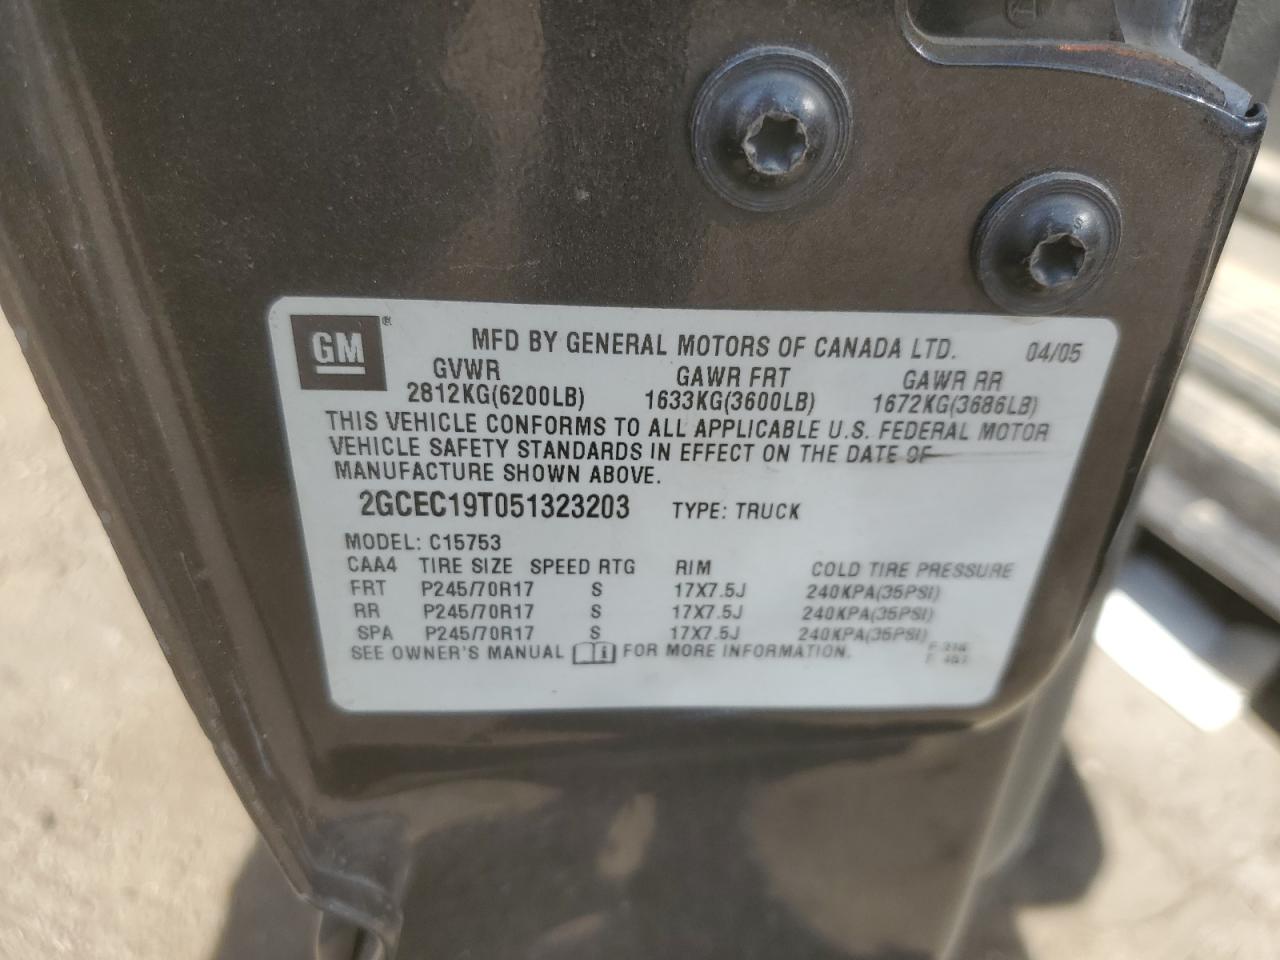 GM ®
MFD BY GENERAL MOTORS OF CANADA LTD. 04/05
GVWR GAWR FRT GAWR RR
2812KG(6200LB) 1633KG(3600LB) 1672KG(3686LB)
THIS VEHICLE CONFORMS TO ALL APPLICABLE U.S. FEDERAL MOTOR
VEHICLE SAFETY STANDARDS IN EFFECT ON THE DATE OF
MANUFACTURE SHOWN ABOVE.
2GCEC19T051323203 TYPE: TRUCK
MODEL: C15753
CAA4 TIRE SIZE SPEED RTG RIM COLD TIRE PRESSURE
FRT P245/70R17 S 17X7.5J 240KPA(35PSI)
RR P245/70R17 S 17X7.5J 240KPA(35PSI)
SPA P245/70R17 S 17X7.5J 240KPA(35PSI)
SEE OWNER'S MANUAL i FOR MORE INFORMATION.